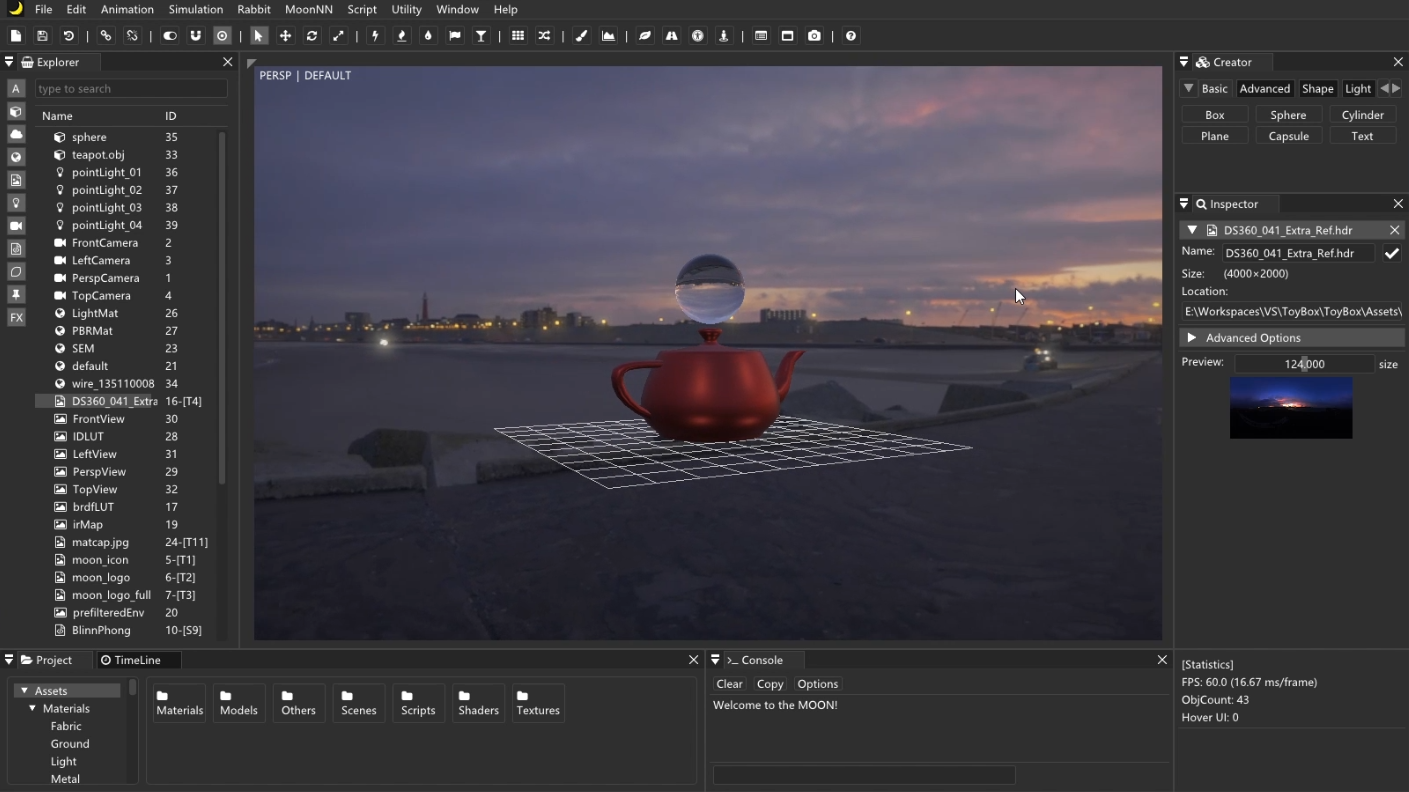 File Edit Animation Simulation Rabbit MoonNN Script Utility Window Help
Explorer
type to search
Name ID
sphere 35
teapot.obj 33
pointLight_01 36
pointLight_02 37
pointLight_03 38
pointLight_04 39
FrontCamera 2
LeftCamera 3
PerspCamera 1
TopCamera 4
LightMat 26
PBRMat 27
SEM 23
default 21
wire_135110008 34
DS360_041_Extra 16-[T4]
FrontView 30
IDLUT 28
LeftView 31
PerspView 29
TopView 32
brdfLUT 17
irMap 19
matcap.jpg 24-[T11]
moon_icon 5-[T1]
moon_logo 6-[T2]
moon_logo_full 7-[T3]
prefilteredEnv 20
BlinnPhong 10-[S9]
A
FX
PERSP | DEFAULT
Creator
Basic Advanced Shape Light
Box Sphere Cylinder
Plane Capsule Text
Inspector
DS360_041_Extra_Ref.hdr
Name: DS360_041_Extra_Ref.hdr
Size: (4000×2000)
Location:
E:\Workspaces\VS\ToyBox\ToyBox\Assets\
Advanced Options
Preview: 124.000 size
Project TimeLine
Assets
Materials
Fabric
Ground
Light
Metal
Materials Models Others Scenes Scripts Shaders Textures
Console
Clear Copy Options
Welcome to the MOON!
[Statistics]
FPS: 60.0 (16.67 ms/frame)
ObjCount: 43
Hover UI: 0